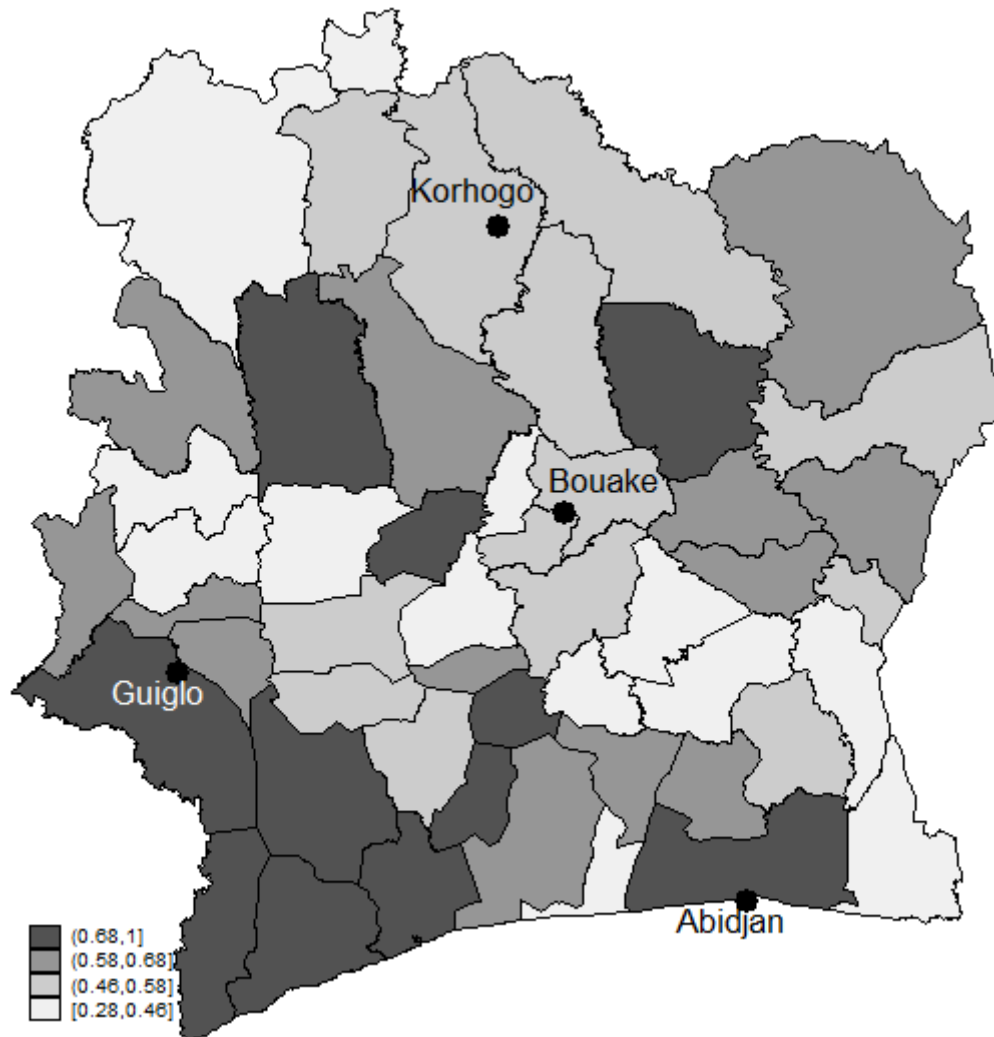 Korhogo
Bouake
Guiglo
Abidjan
(0.68,1]
(0.58,0.68]
(0.46,0.58]
[0.28,0.46]